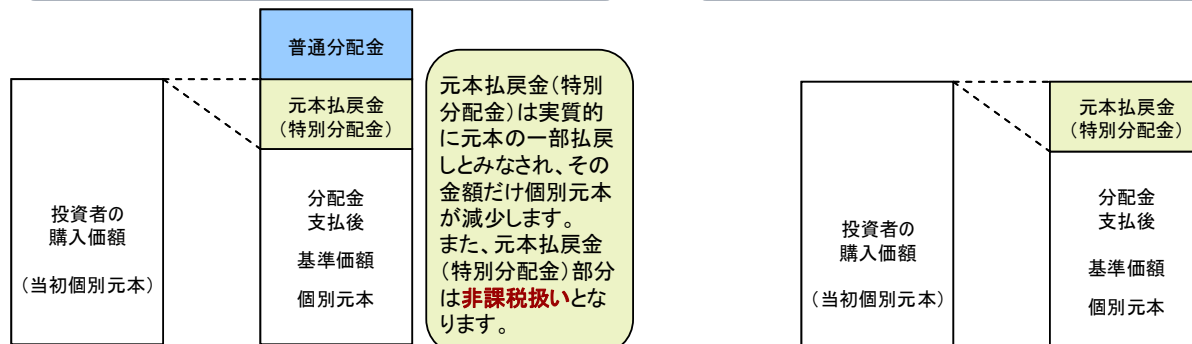 普通分配金
元本払戻金
（特別分配金）
投資者の
購入価額
（当初個別元本）
分配金
支払後
基準価額
個別元本
元本払戻金（特別
分配金）は実質的
に元本の一部払戻
しとみなされ、その
金額だけ個別元本
が減少します。
また、元本払戻金
（特別分配金）部分
は非課税扱いとな
ります。
投資者の
購入価額
（当初個別元本）
元本払戻金
（特別分配金）
分配金
支払後
基準価額
個別元本